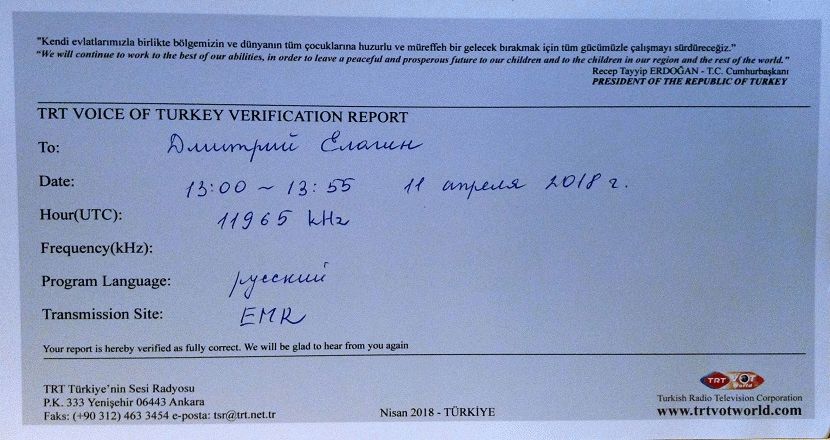 "Kendi evlatlarımızla birlikte bölgemizin ve dünyanın tüm çocuklarına huzurlu ve müreffeh bir gelecek bırakmak için tüm gücümüzle çalışmayı sürdüreceğiz."
"We will continue to work to the best of our abilities, in order to leave a peaceful and prosperous future to our children and to the children in our region and the rest of the world."
Recep Tayyip ERDOĞAN - T.C. Cumhurbaşkanı
PRESIDENT OF THE REPUBLIC OF TURKEY
TRT VOICE OF TURKEY VERIFICATION REPORT
To: Дмитрий Елагин
Date: 13:00 ~ 13:55 11 апреля 2018 г.
Hour(UTC): 11965 kHz
Frequency(kHz):
Program Language: русский
Transmission Site: EMR
Your report is hereby verified as fully correct. We will be glad to hear from you again
TRT Türkiye'nin Sesi Radyosu
P.K. 333 Yenişehir 06443 Ankara
Faks: (+90 312) 463 3454 e-posta: tsr@trt.net.tr
Nisan 2018 - TÜRKİYE
TRT VOT World
Turkish Radio Television Corporation
www.trtvotworld.com